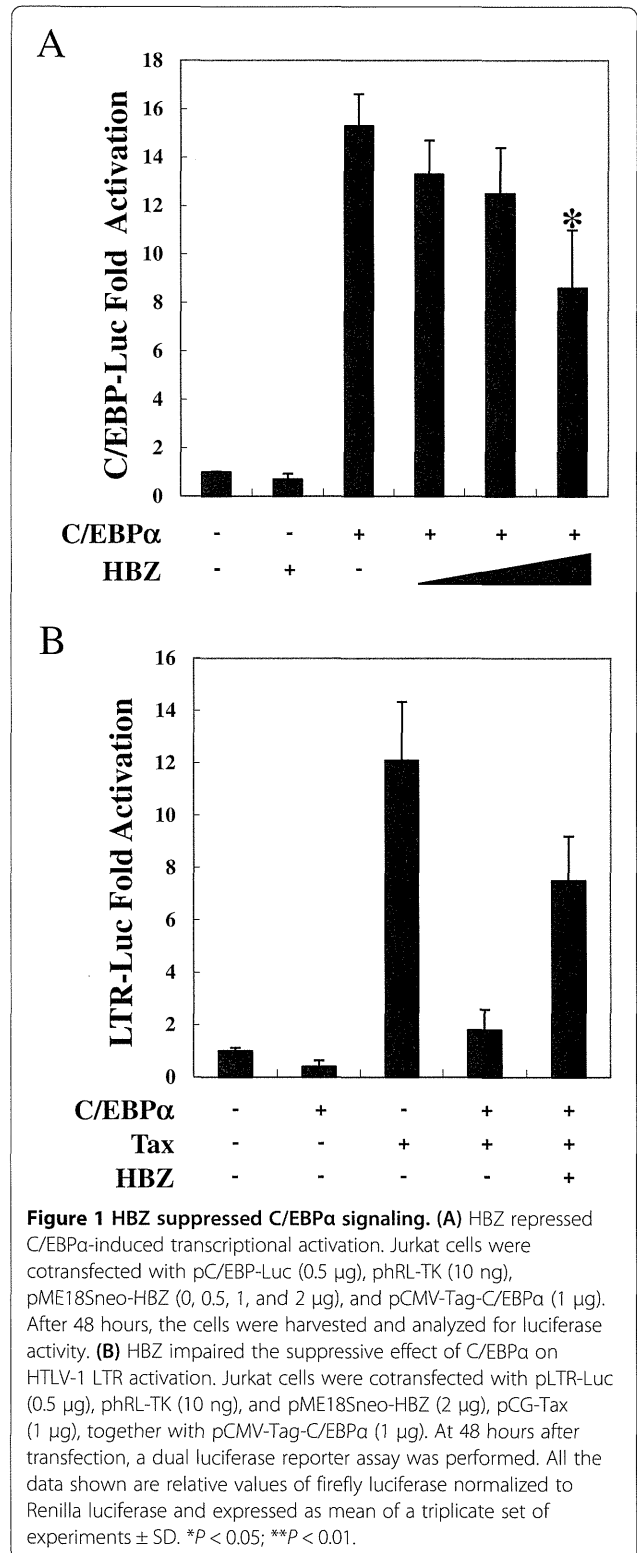 A
C/EBP-Luc Fold Activation
18
16
14
12
10
8
6
4
2
0
*
C/EBPα - - + + + +
HBZ - + -
B
LTR-Luc Fold Activation
16
14
12
10
8
6
4
2
0
C/EBPα - + - + +
Tax - - + + +
HBZ - - - - +
Figure 1 HBZ suppressed C/EBPα signaling. (A) HBZ repressed
C/EBPα-induced transcriptional activation. Jurkat cells were
cotransfected with pC/EBP-Luc (0.5 μg), phRL-TK (10 ng),
pME18Sneo-HBZ (0, 0.5, 1, and 2 μg), and pCMV-Tag-C/EBPα (1 μg).
After 48 hours, the cells were harvested and analyzed for luciferase
activity. (B) HBZ impaired the suppressive effect of C/EBPα on
HTLV-1 LTR activation. Jurkat cells were cotransfected with pLTR-Luc
(0.5 μg), phRL-TK (10 ng), and pME18Sneo-HBZ (2 μg), pCG-Tax
(1 μg), together with pCMV-Tag-C/EBPα (1 μg). At 48 hours after
transfection, a dual luciferase reporter assay was performed. All the
data shown are relative values of firefly luciferase normalized to
Renilla luciferase and expressed as mean of a triplicate set of
experiments ± SD. *P < 0.05; **P < 0.01.